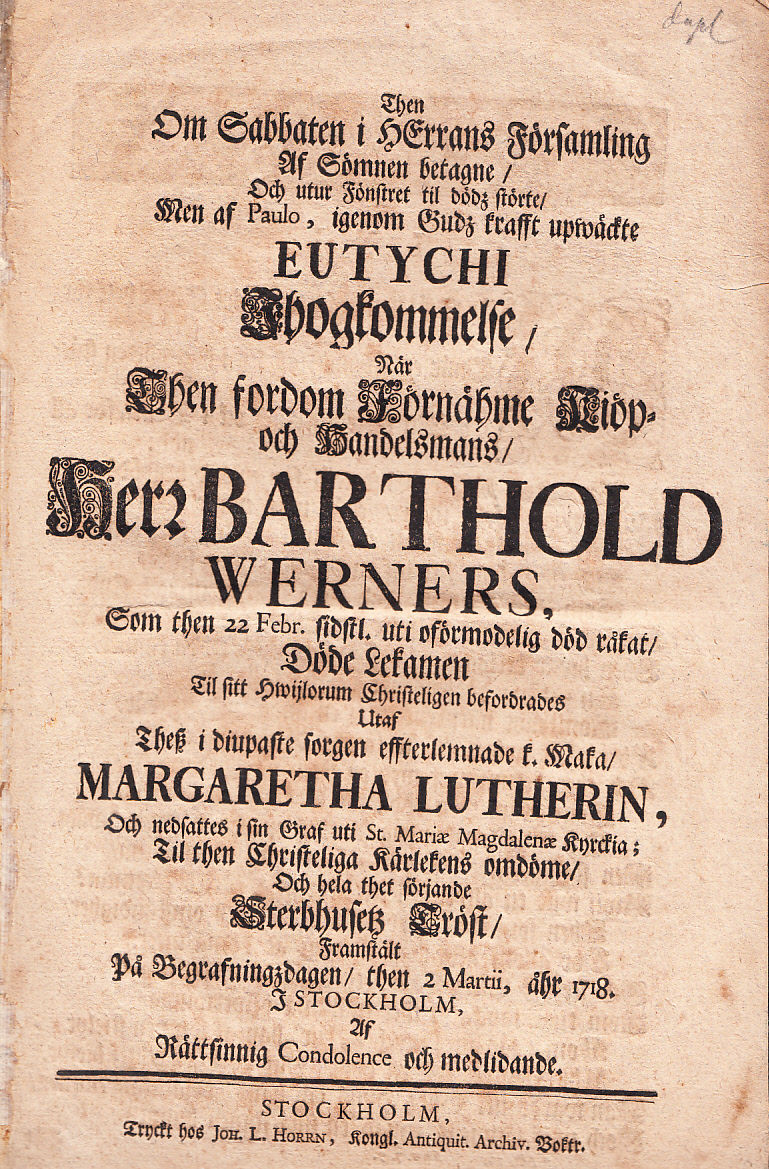 dupl
Then
Om Sabbaten i HErrans Församling
Af Sömnen betagne /
Och utur Fönstret til dödz störte/
Men af Paulo, igenom Gudz krafft upwäckte
EUTYCHI
Ihogkommelse,
När
Then fordom Förnähme Kiöp-
och Handelsmans/
Herr BARTHOLD
WERNERS,
Som then 22 Febr. sidstl. uti oförmodelig död råkat/
Döde Lekamen
Til sitt Hwijlorum Christeligen befordrades
Utaf
Theß i diupaste sorgen effterlemnade k. Maka/
MARGARETHA LUTHERIN,
Och nedsattes i sin Graf uti St. Mariæ Magdalenæ Kyrckia;
Til then Christeliga Kärlekens omdöme/
Och hela thet sörjande
Sterbhusetz Tröst/
Framstält
På Begrafningzdagen/ then 2 Martii, åhr 1718.
I STOCKHOLM,
Af
Rättsinnig Condolence och medlidande.
STOCKHOLM,
Tryckt hos JOH. L. HORRN, Kongl. Antiquit. Archiv. Boktr.